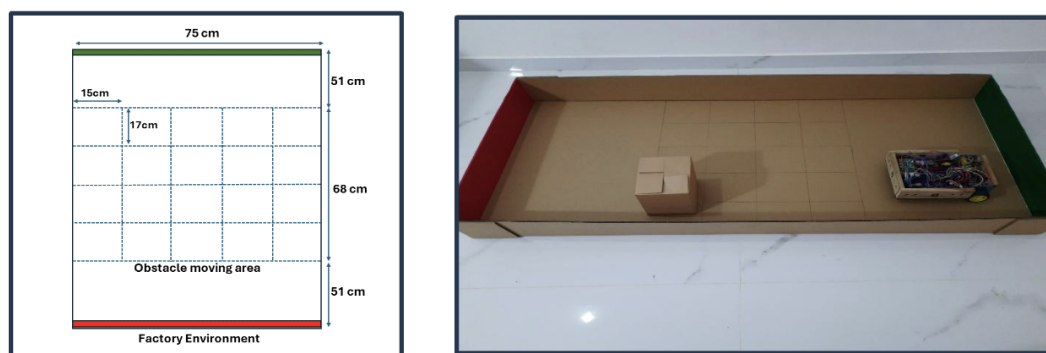 75 cm
51 cm
15cm
17cm
68 cm
Obstacle moving area
51 cm
Factory Environment